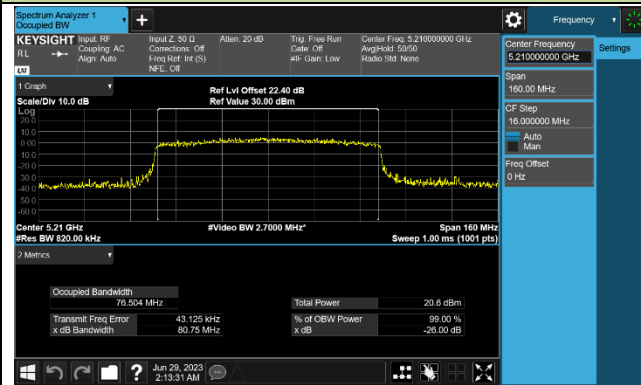 Spectrum Analyzer 1
Occupied BW
Frequency
KEYSIGHT
Input: RF
Input Z: 50 Ω
Atten: 20 dB
Trig: Free Run
Center Freq: 5.210000000 GHz
RL
Coupling: AC
Corrections: Off
Gate: Off
Avg|Hold: 50/50
Align: Auto
Freq Ref: Int (S)
#IF Gain: Low
Radio Std: None
LXI
NFE: Off
Center Frequency
5.210000000 GHz
Settings
Span
160.00 MHz
CF Step
16.000000 MHz
Auto
Man
Freq Offset
0 Hz
1 Graph
Ref Lvl Offset 22.40 dB
Scale/Div 10.0 dB
Ref Value 30.00 dBm
Log
20.0
10.0
0.00
-10.0
-20.0
-30.0
-40.0
-50.0
-60.0
Center 5.21 GHz
#Video BW 2.7000 MHz*
Span 160 MHz
#Res BW 820.00 kHz
Sweep 1.00 ms (1001 pts)
2 Metrics
Occupied Bandwidth
76.504 MHz
Total Power
20.6 dBm
Transmit Freq Error
43.125 kHz
% of OBW Power
99.00 %
x dB Bandwidth
80.75 MHz
x dB
-26.00 dB
?
Jun 29, 2023
2:13:31 AM